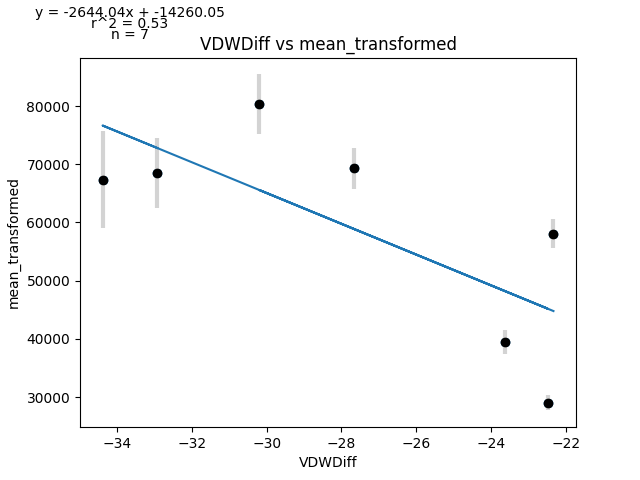 y = -2644.04x + -14260.05
r^2 = 0.53
n = 7
VDWDiff vs mean_transformed
mean_transformed
80000
70000
60000
50000
40000
30000
−34
−32
−30
−28
−26
−24
−22
VDWDiff